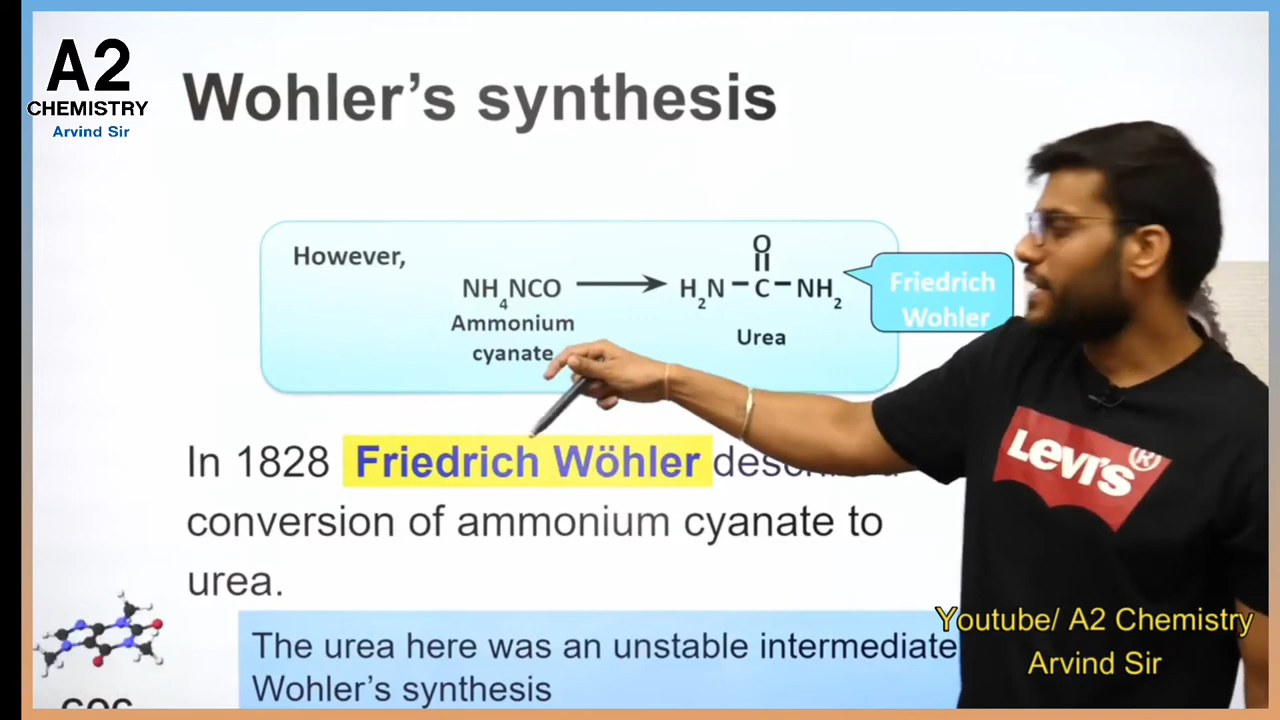 A2
CHEMISTRY
Arvind Sir
Wohler's synthesis
However,
NH4NCO → H2N-C-NH2
O
Ammonium
cyanate
Urea
Friedrich
Wohler
In 1828 Friedrich Wöhler
conversion of ammonium cyanate to
urea.
The urea here was an unstable intermediate
Wohler's synthesis
Levi's®
Youtube/ A2 Chemistry
Arvind Sir